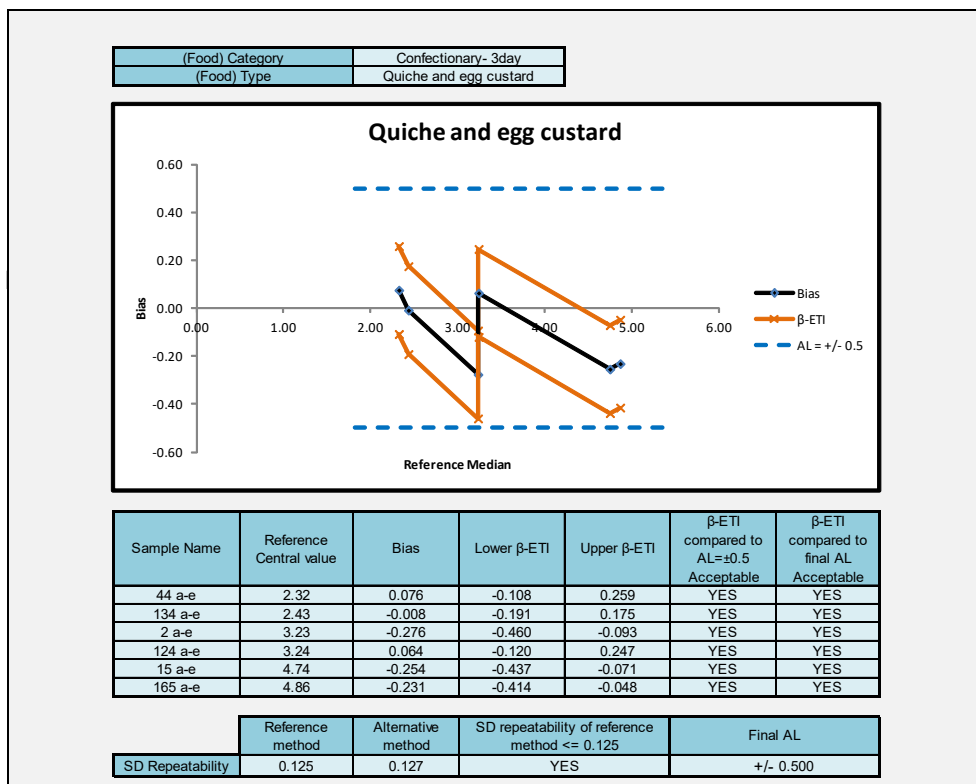 (Food) Category Confectionary- 3day
(Food) Type Quiche and egg custard
Quiche and egg custard
0.60
0.40
0.20
0.00
-0.20
-0.40
-0.60
0.00 1.00 2.00 3.00 4.00 5.00 6.00
Bias
Reference Median
Bias
β-ETI
AL = +/- 0.5
Sample Name Reference Central value Bias Lower β-ETI Upper β-ETI β-ETI compared to AL=±0.5 Acceptable β-ETI compared to final AL Acceptable
44 a-e 2.32 0.076 -0.108 0.259 YES YES
134 a-e 2.43 -0.008 -0.191 0.175 YES YES
2 a-e 3.23 -0.276 -0.460 -0.093 YES YES
124 a-e 3.24 0.064 -0.120 0.247 YES YES
15 a-e 4.74 -0.254 -0.437 -0.071 YES YES
165 a-e 4.86 -0.231 -0.414 -0.048 YES YES
Reference method Alternative method SD repeatability of reference method <= 0.125 Final AL
SD Repeatability 0.125 0.127 YES +/- 0.500